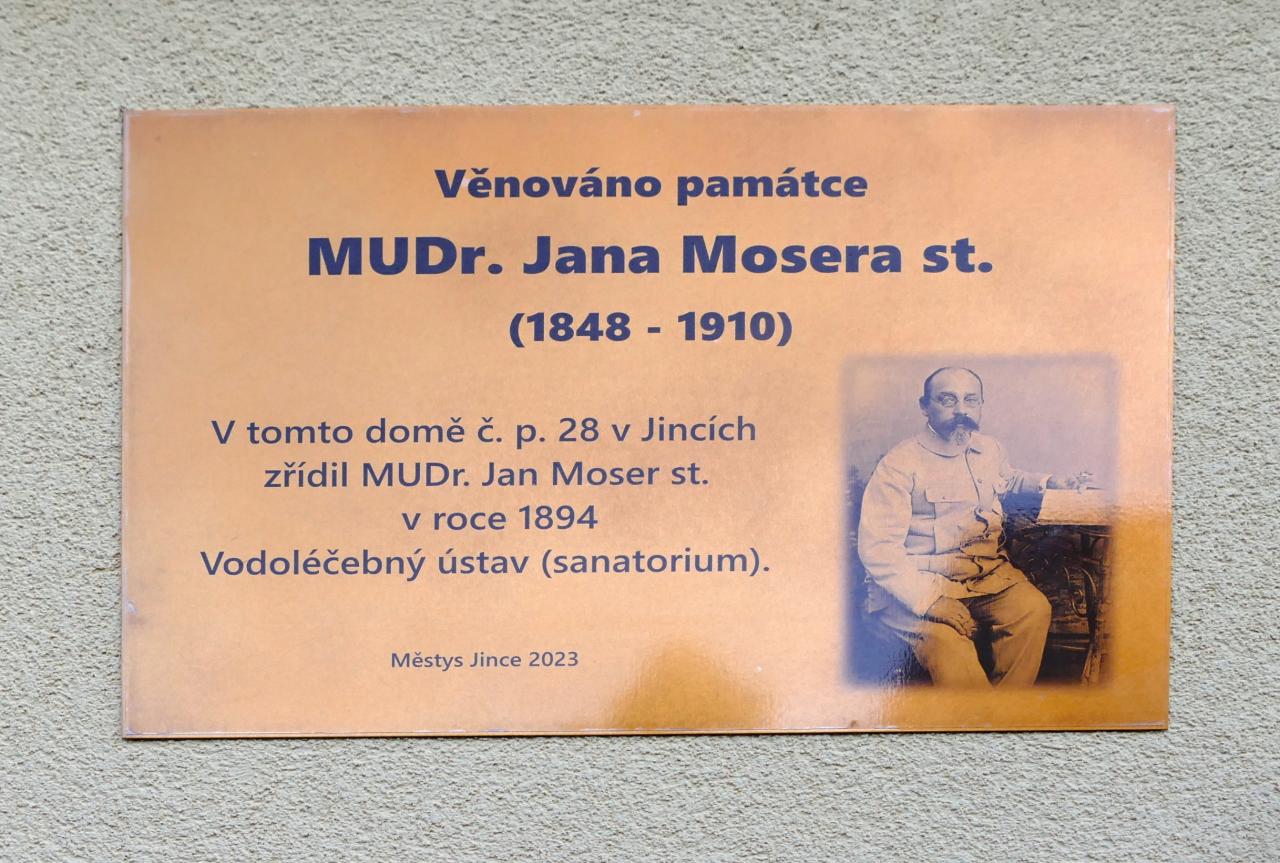 Věnováno památce
MUDr. Jana Mosera st.
(1848 - 1910)
V tomto domě č. p. 28 v Jincích
zřídil MUDr. Jan Moser st.
v roce 1894
Vodoléčebný ústav (sanatorium).
Městys Jince 2023